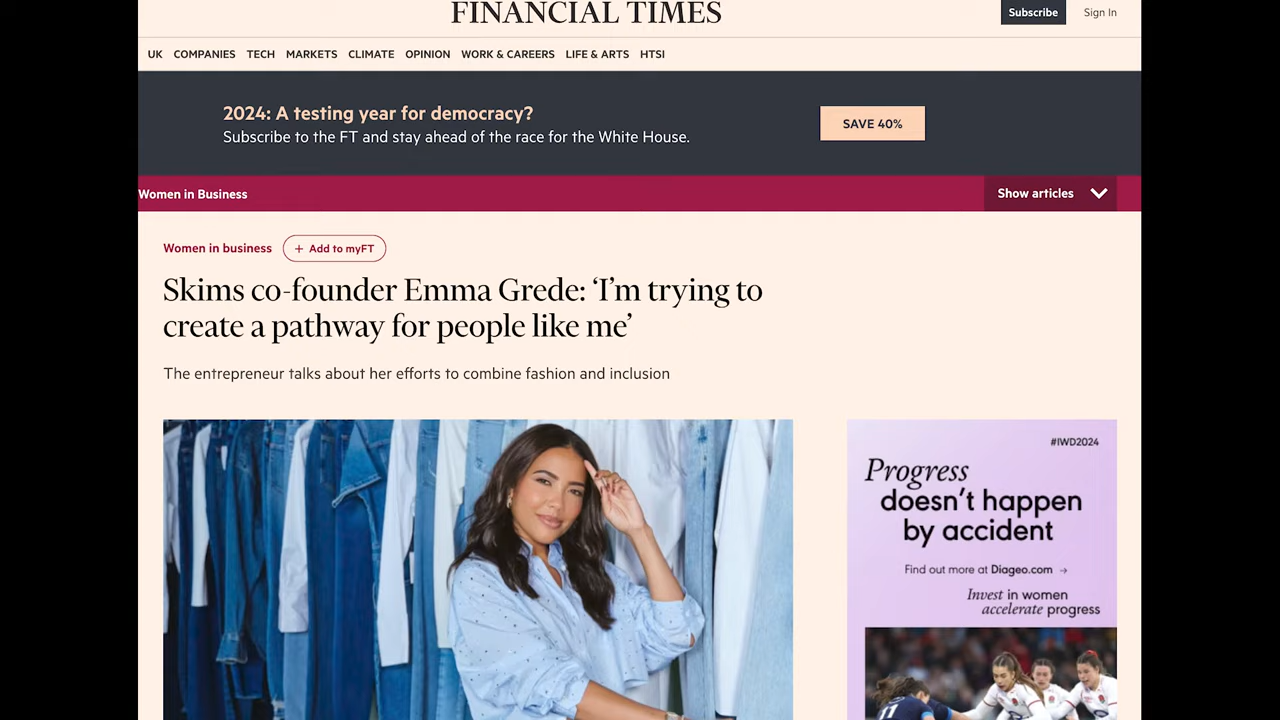 FINANCIAL TIMES
Subscribe
Sign In
UK COMPANIES TECH MARKETS CLIMATE OPINION WORK & CAREERS LIFE & ARTS HTSI
2024: A testing year for democracy?
Subscribe to the FT and stay ahead of the race for the White House.
SAVE 40%
Women in Business
Show articles
Women in business
+ Add to myFT
Skims co-founder Emma Grede: ‘I’m trying to
create a pathway for people like me’
The entrepreneur talks about her efforts to combine fashion and inclusion
#IWD2024
Progress
doesn’t happen
by accident
Find out more at Diageo.com →
Invest in women
accelerate progress
11